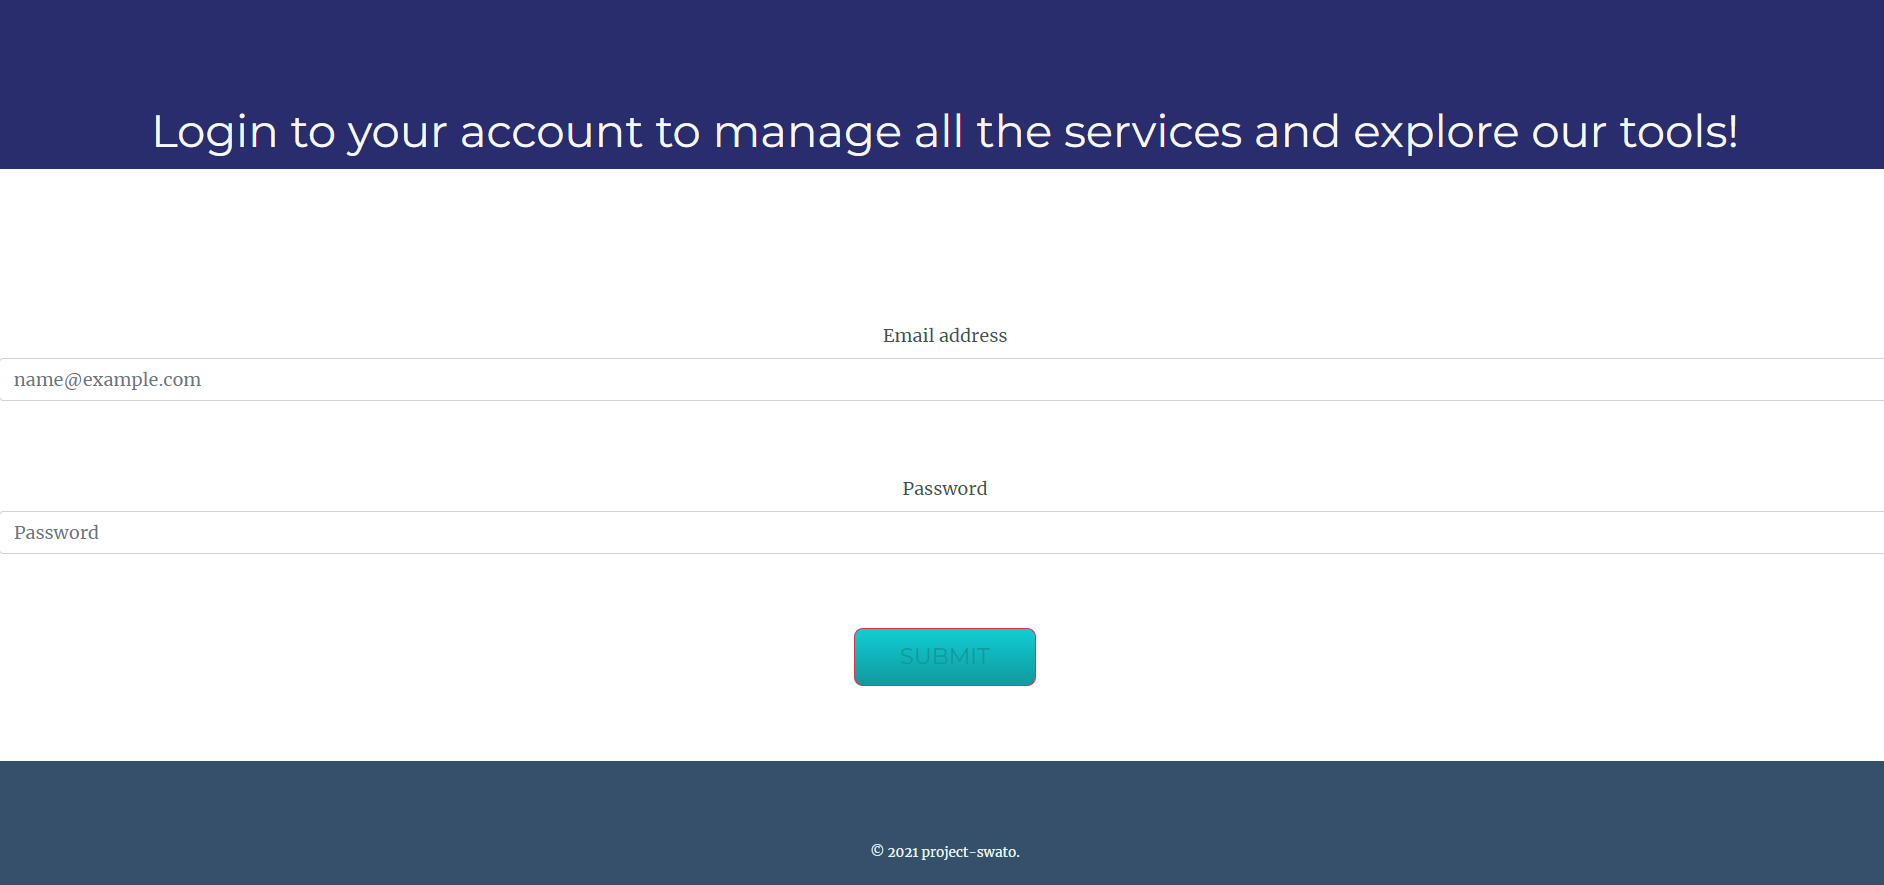 Login to your account to manage all the services and explore our tools!
Email address
name@example.com
Password
Password
SUBMIT
© 2021 project-swato.